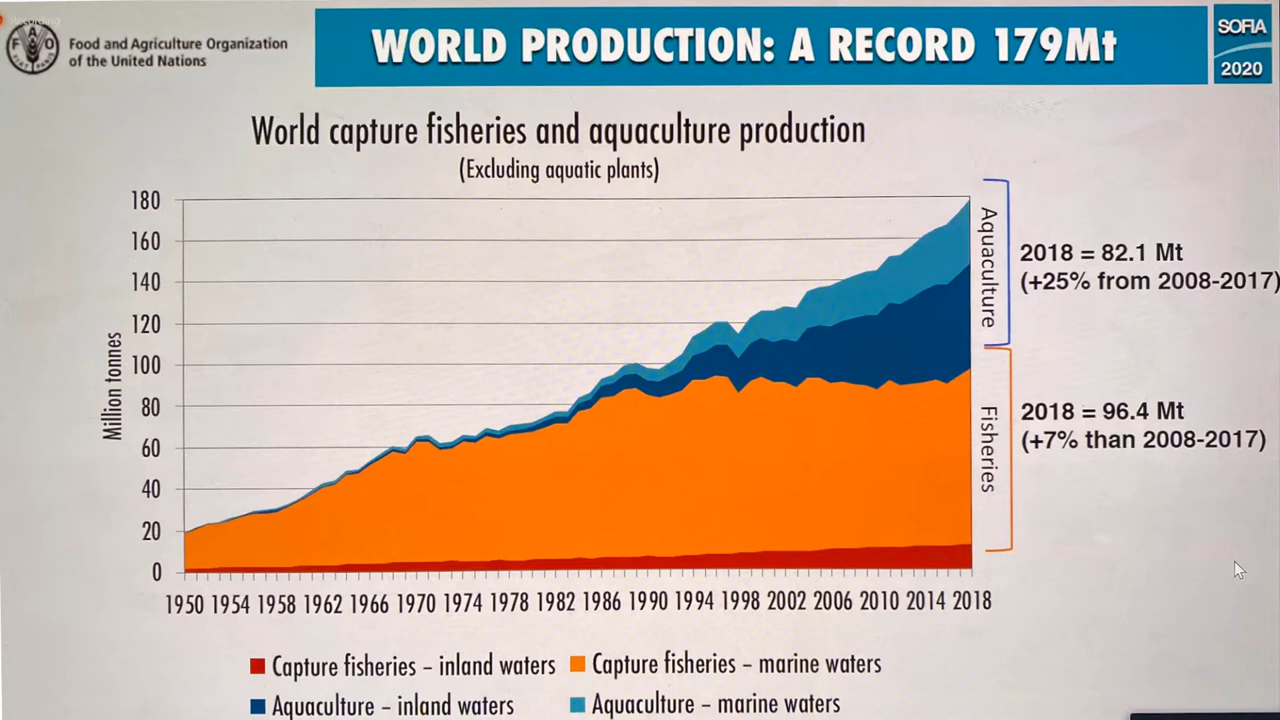 Recording
FAO
FIAT PANIS
Food and Agriculture Organization
of the United Nations
WORLD PRODUCTION: A RECORD 179Mt
SOFIA
2020
World capture fisheries and aquaculture production
(Excluding aquatic plants)
Million tonnes
180
160
140
120
100
80
60
40
20
0
1950 1954 1958 1962 1966 1970 1974 1978 1982 1986 1990 1994 1998 2002 2006 2010 2014 2018
Aquaculture
2018 = 82.1 Mt
(+25% from 2008-2017)
Fisheries
2018 = 96.4 Mt
(+7% than 2008-2017)
Capture fisheries – inland waters
Capture fisheries – marine waters
Aquaculture – inland waters
Aquaculture – marine waters